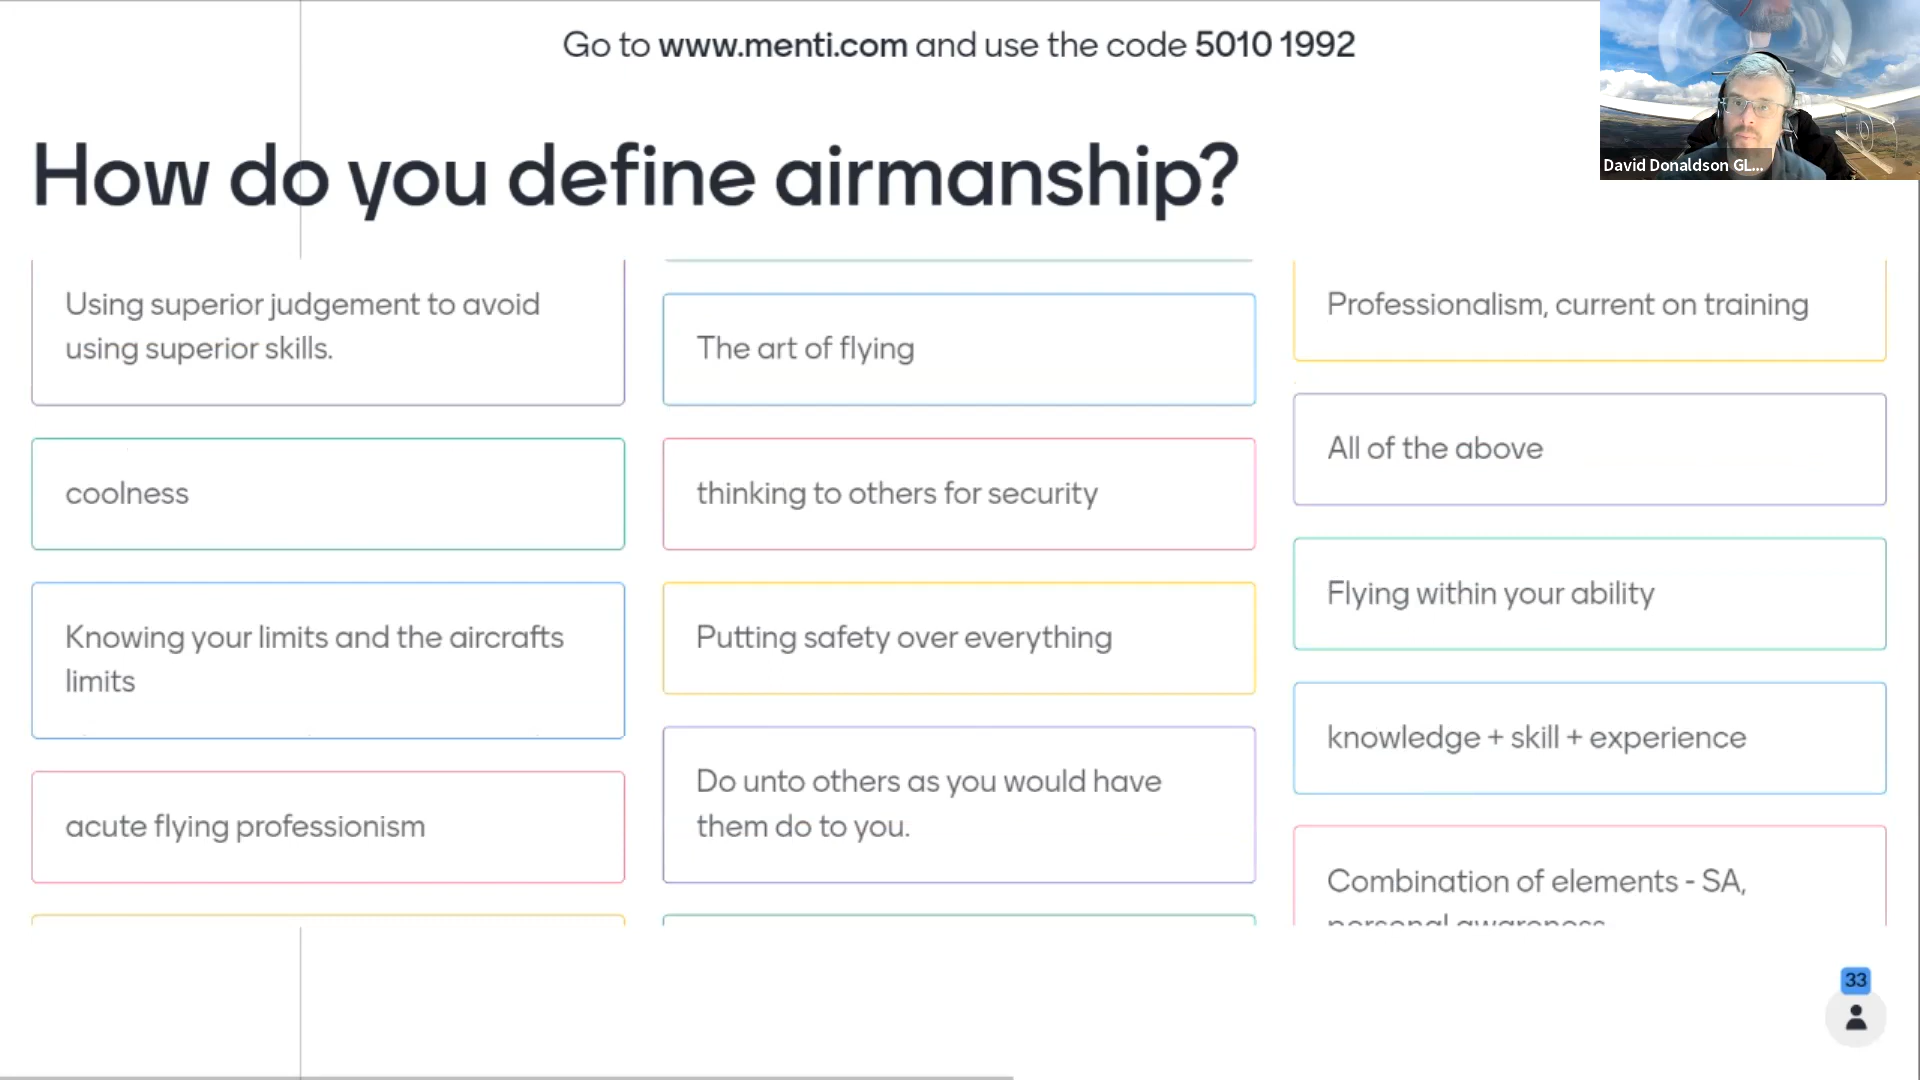 Go to www.menti.com and use the code 5010 1992
David Donaldson GL...
How do you define airmanship?
Using superior judgement to avoid
using superior skills.
coolness
Knowing your limits and the aircrafts
limits
acute flying professionism
The art of flying
thinking to others for security
Putting safety over everything
Do unto others as you would have
them do to you.
Professionalism, current on training
All of the above
Flying within your ability
knowledge + skill + experience
Combination of elements - SA,
personal awareness
33